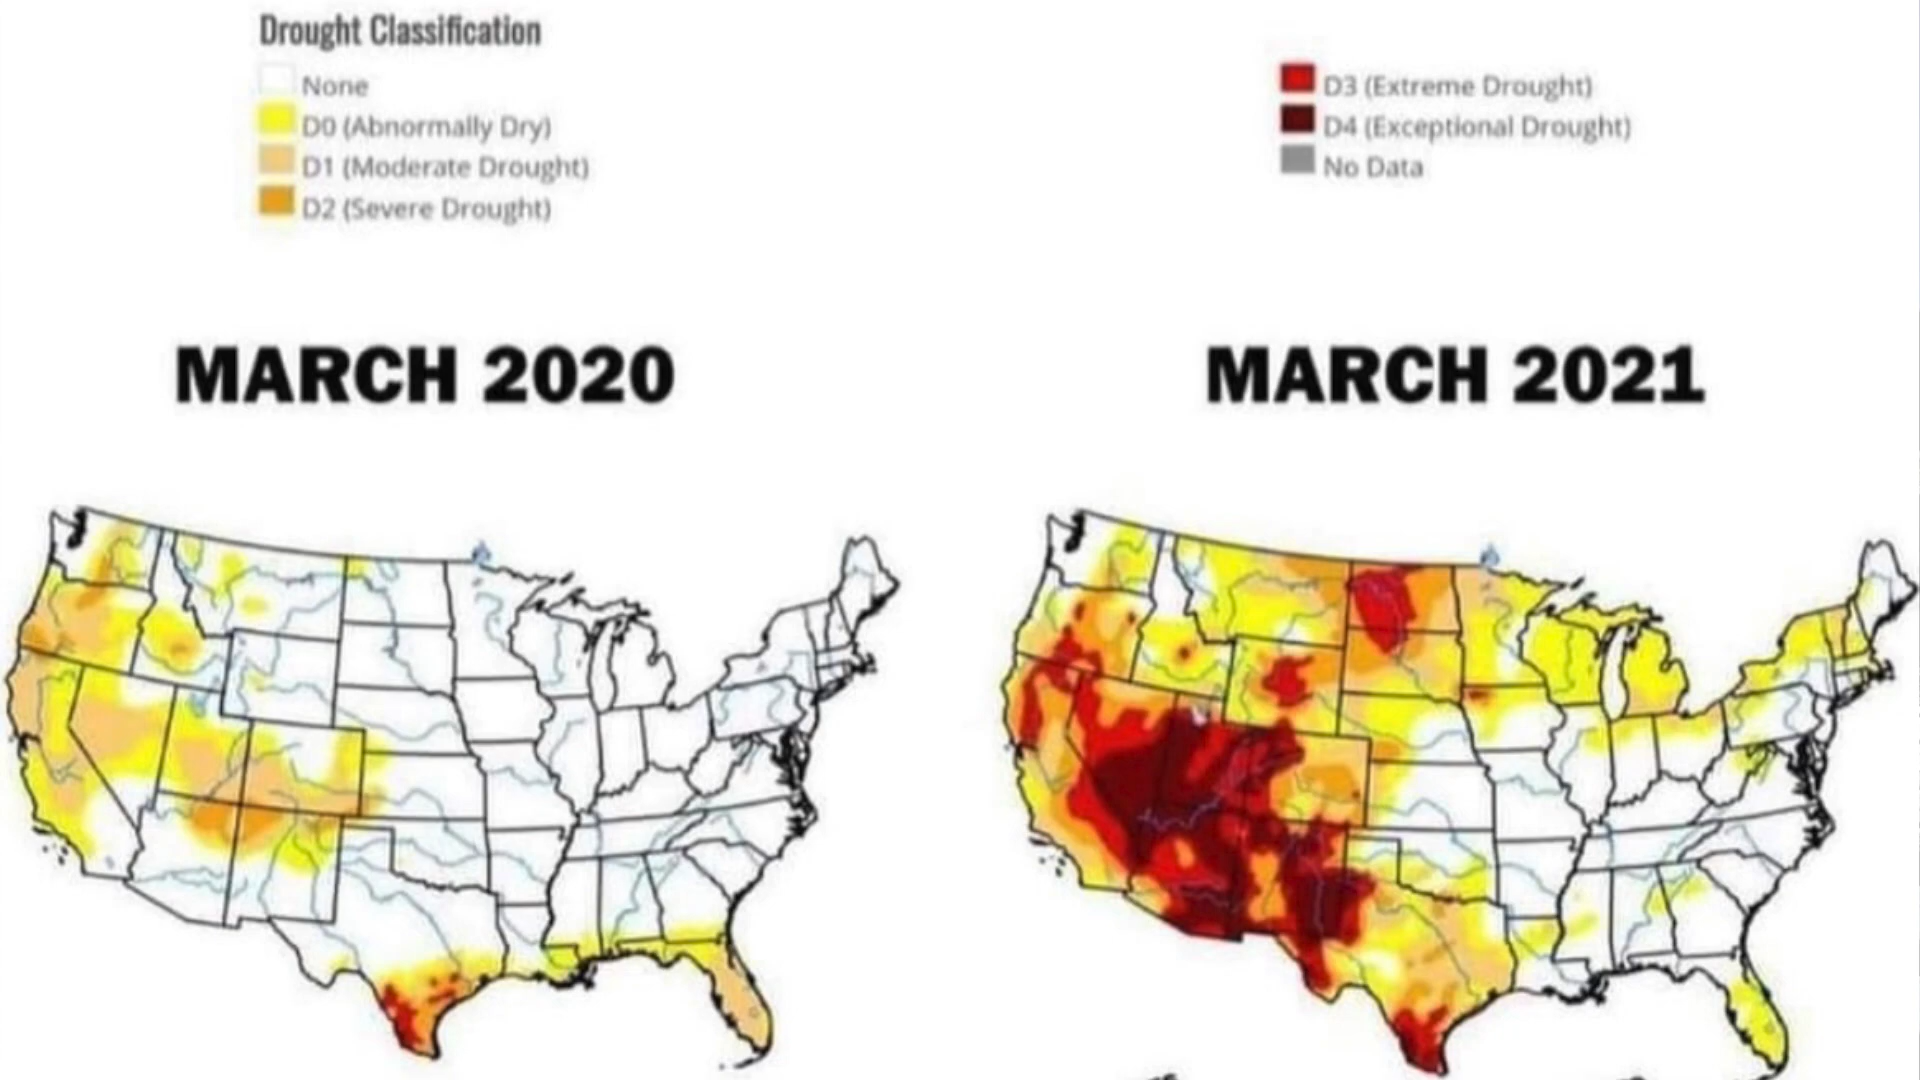 Drought Classification
None
D0 (Abnormally Dry)
D1 (Moderate Drought)
D2 (Severe Drought)
D3 (Extreme Drought)
D4 (Exceptional Drought)
No Data
MARCH 2020
MARCH 2021